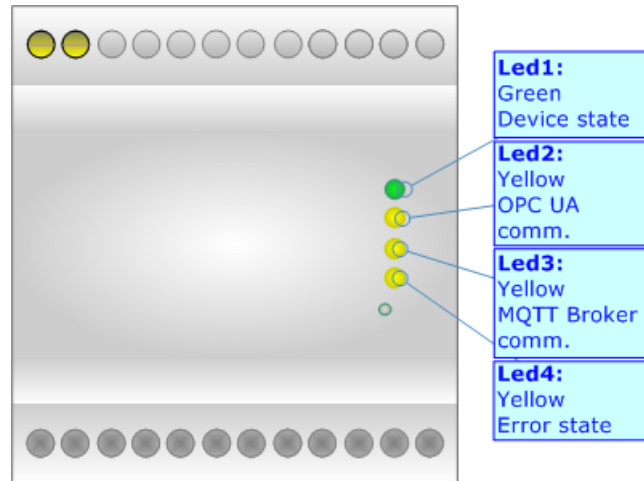 Led1:
Green
Device state
Led2:
Yellow
OPC UA
comm.
Led3:
Yellow
MQTT Broker
comm.
Led4:
Yellow
Error state